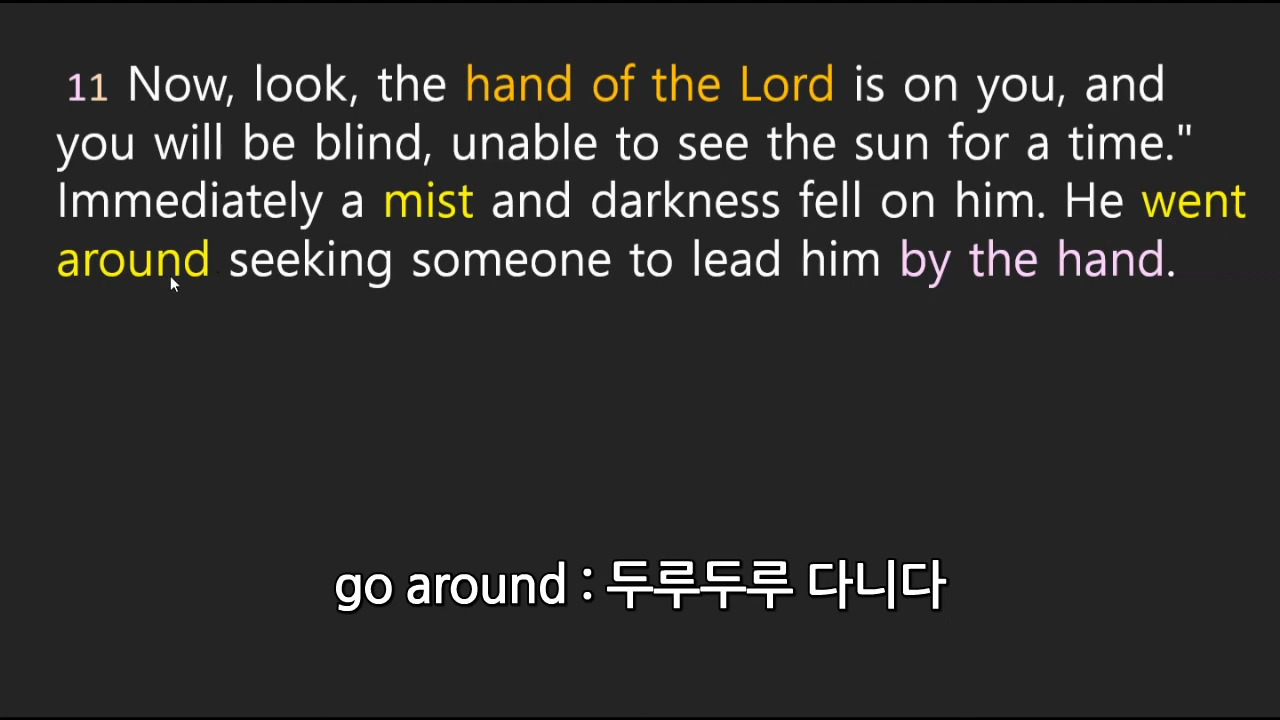 11 Now, look, the hand of the Lord is on you, and
you will be blind, unable to see the sun for a time."
Immediately a mist and darkness fell on him. He went
around seeking someone to lead him by the hand.
go around : 두루두루 다니다